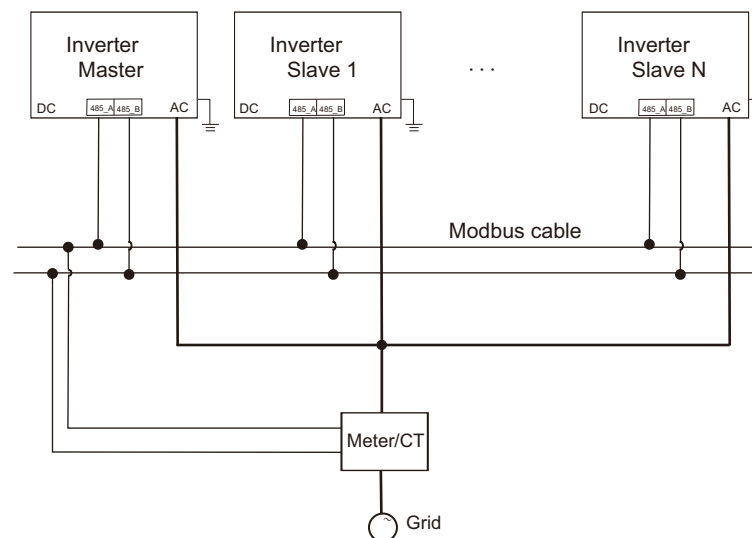 Inverter
Master
DC
485_A
485_B
AC
Inverter
Slave 1
DC
485_A
485_B
AC
. . .
Inverter
Slave N
DC
485_A
485_B
AC
Modbus cable
Meter/CT
~
Grid